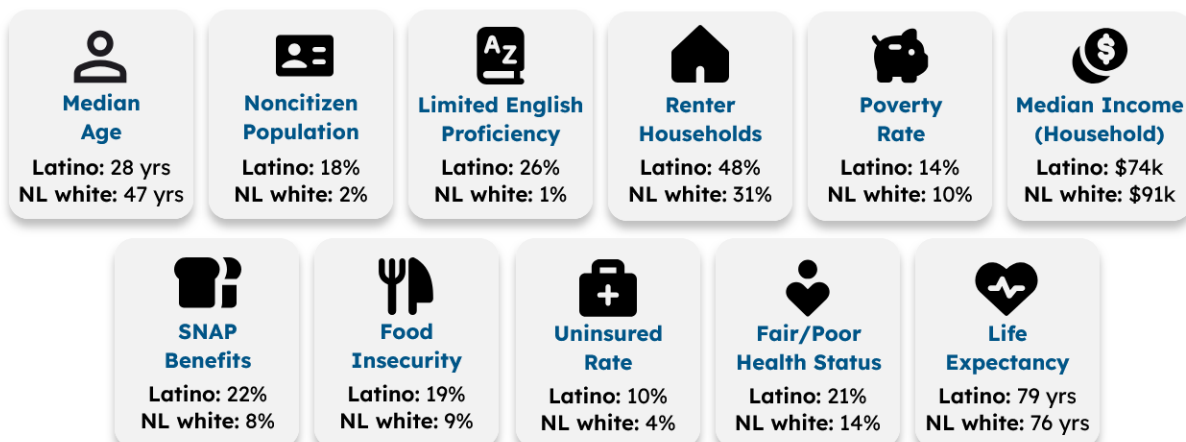 AZ
Median
Age
Latino: 28 yrs
NL white: 47 yrs
Noncitizen
Population
Latino: 18%
NL white: 2%
Limited English
Proficiency
Latino: 26%
NL white: 1%
Renter
Households
Latino: 48%
NL white: 31%
Poverty
Rate
Latino: 14%
NL white: 10%
$
Median Income
(Household)
Latino: $74k
NL white: $91k
SNAP
Benefits
Latino: 22%
NL white: 8%
Food
Insecurity
Latino: 19%
NL white: 9%
Uninsured
Rate
Latino: 10%
NL white: 4%
Fair/Poor
Health Status
Latino: 21%
NL white: 14%
Life
Expectancy
Latino: 79 yrs
NL white: 76 yrs